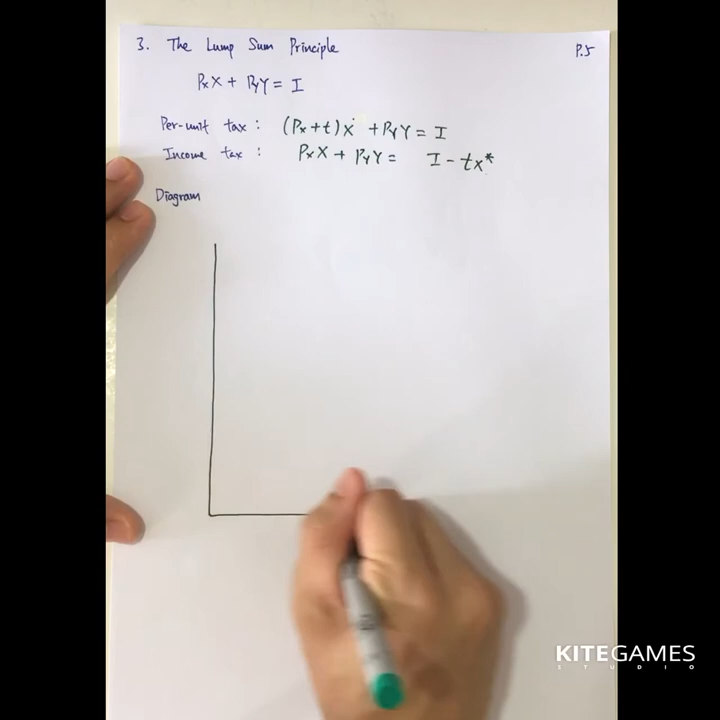 3. The Lump Sum Principle
P.5
PxX + PyY = I
Per-unit tax : (Px+t)X + PyY = I
Income tax : PxX + PyY = I - tx*
Diagram
KITEGAMES
STUDIO